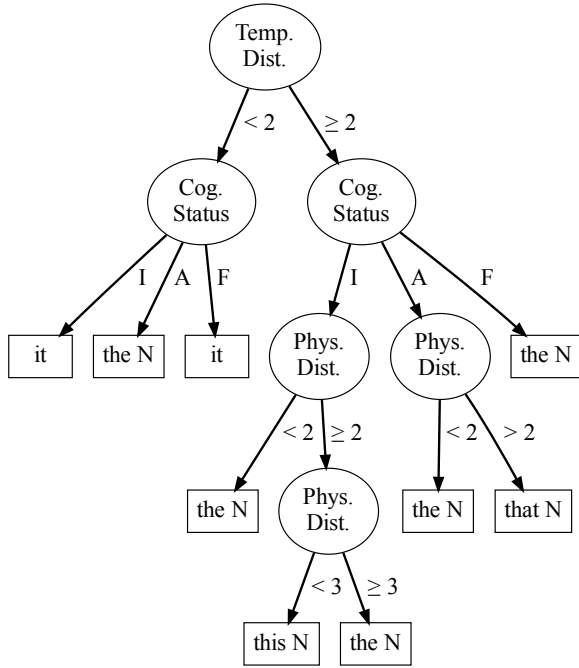 Temp.
Dist.
< 2
≥ 2
Cog.
Status
Cog.
Status
I
A
F
I
A
F
it
the N
it
Phys.
Dist.
Phys.
Dist.
the N
< 2
≥ 2
< 2
> 2
the N
Phys.
Dist.
the N
that N
< 3
≥ 3
this N
the N